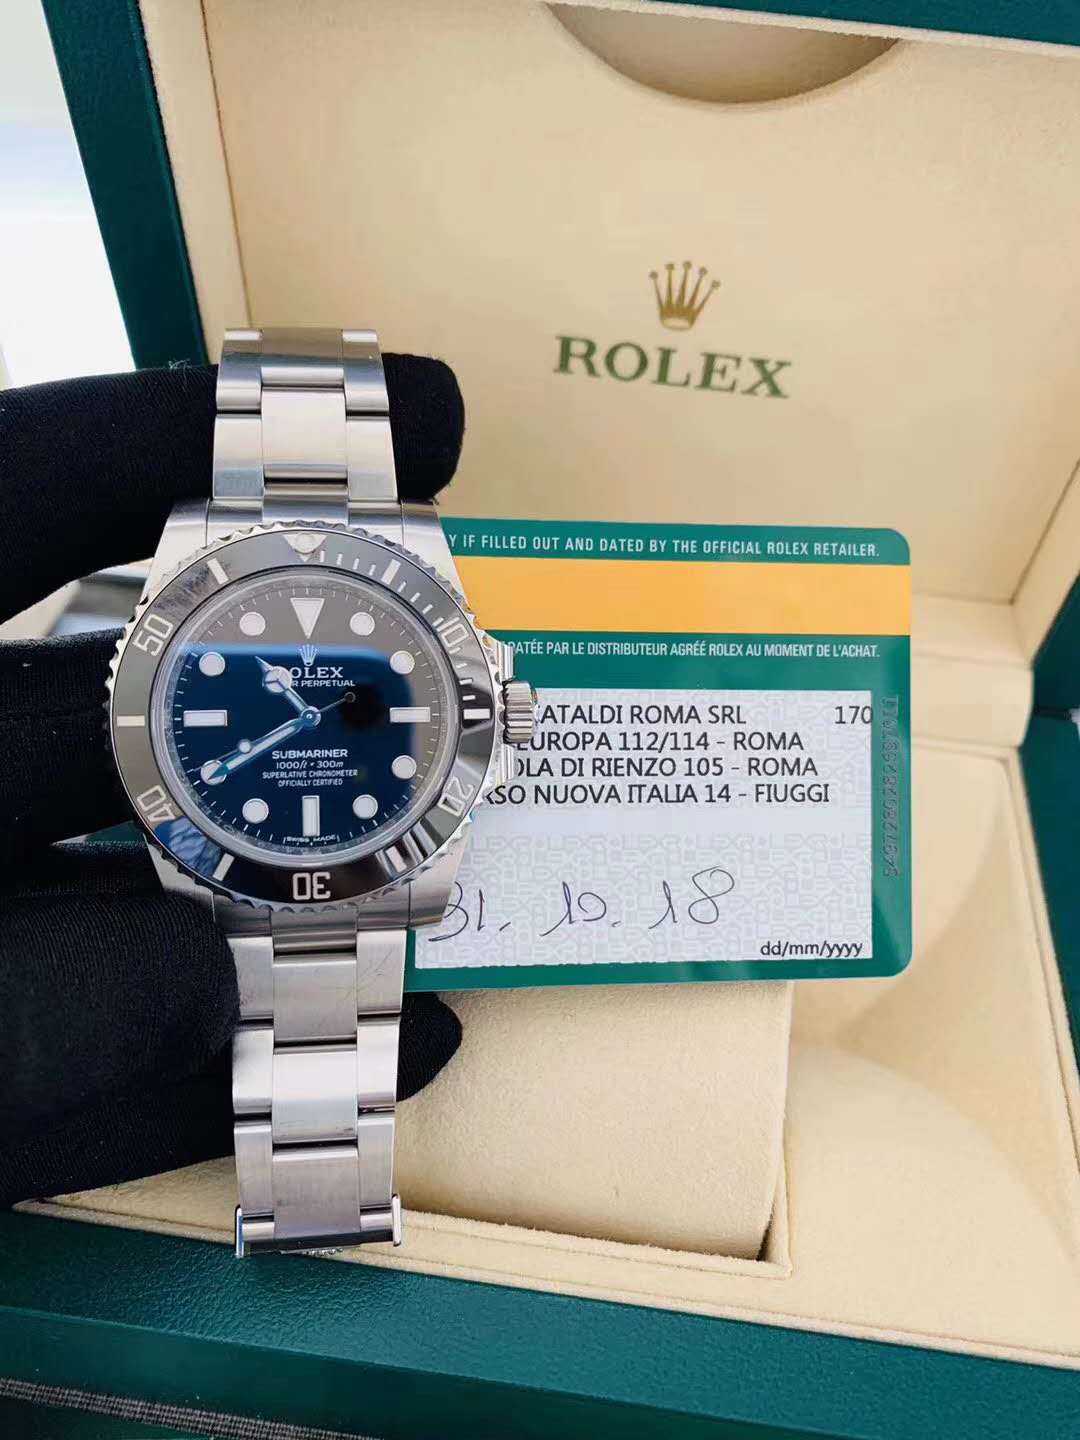 ROLEX
Y IF FILLED OUT AND DATED BY THE OFFICIAL ROLEX RETAILER.
DATÉE PAR LE DISTRIBUTEUR AGRÉÉ ROLEX AU MOMENT DE L'ACHAT.
CATALDI ROMA SRL 170
EUROPA 112/114 - ROMA
OLA DI RIENZO 105 - ROMA
RSO NUOVA ITALIA 14 - FIUGGI
31. 10. 18
dd/mm/yyyy
10
20
30
40
50
ROLEX
PERPETUAL
SUBMARINER
1000ft = 300m
SUPERLATIVE CHRONOMETER
OFFICIALLY CERTIFIED
SWISS MADE